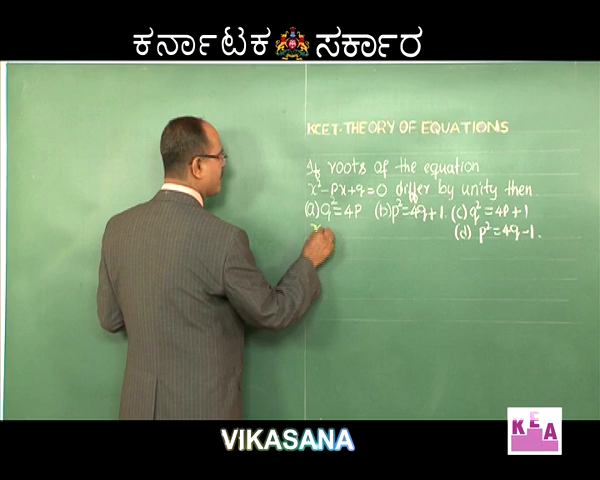 ಕರ್ನಾಟಕ ಸರ್ಕಾರ
KCET-THEORY OF EQUATIONS
If roots of the equation
x²-px+q=0 differ by unity then
(a) q²=4p (b) p²=4q+1. (c) q²=4p+1
(d) p²=4q-1.
x
VIKASANA
KEA